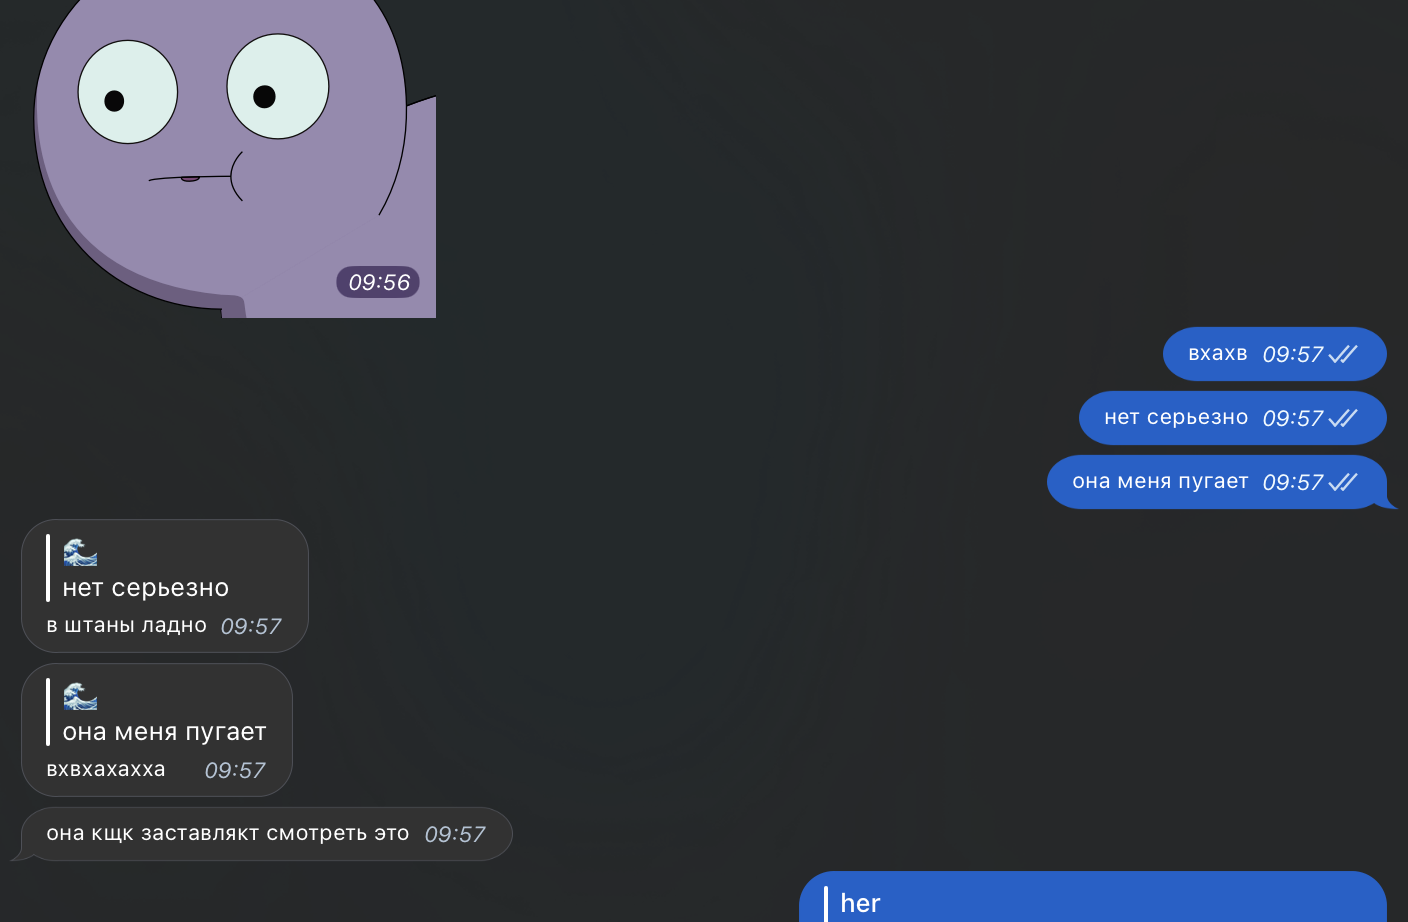 09:56
вхахв 09:57
нет серьезно 09:57
она меня пугает 09:57
🌊
нет серьезно
в штаны ладно 09:57
🌊
она меня пугает
вхвхахахха 09:57
она кщк заставлякт смотреть это 09:57
her